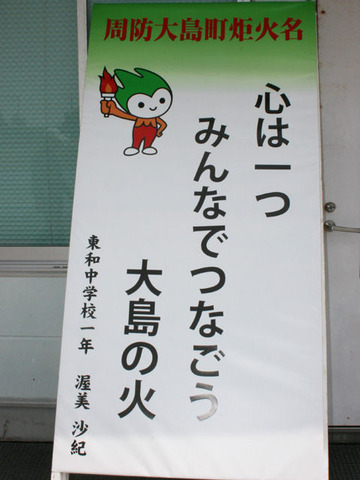 周防大島町炬火名
心は一つ
みんなでつなごう
大島の火
東和中学校一年 渥美 沙紀